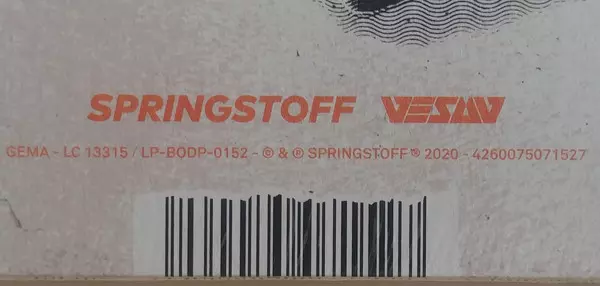 SPRINGSTOFF VESUV
GEMA - LC 13315 / LP-BODP-0152 - © & ℗ SPRINGSTOFF® 2020 - 4260075071527